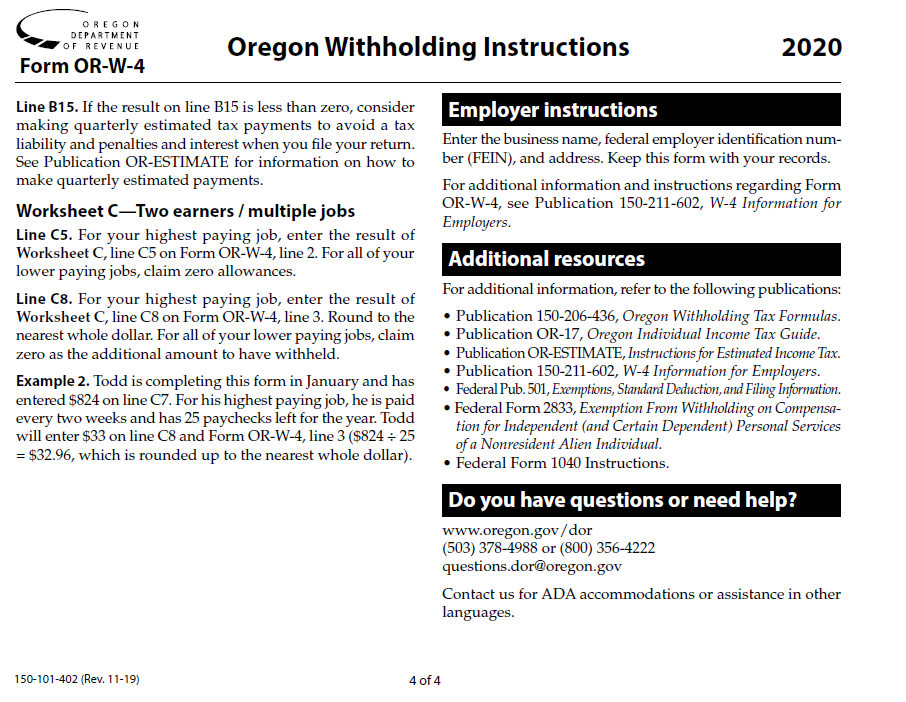 OREGON
DEPARTMENT
OF REVENUE
Form OR-W-4
Oregon Withholding Instructions
2020
Line B15. If the result on line B15 is less than zero, consider
making quarterly estimated tax payments to avoid a tax
liability and penalties and interest when you file your return.
See Publication OR-ESTIMATE for information on how to
make quarterly estimated payments.
Worksheet C—Two earners / multiple jobs
Line C5. For your highest paying job, enter the result of
Worksheet C, line C5 on Form OR-W-4, line 2. For all of your
lower paying jobs, claim zero allowances.
Line C8. For your highest paying job, enter the result of
Worksheet C, line C8 on Form OR-W-4, line 3. Round to the
nearest whole dollar. For all of your lower paying jobs, claim
zero as the additional amount to have withheld.
Example 2. Todd is completing this form in January and has
entered $824 on line C7. For his highest paying job, he is paid
every two weeks and has 25 paychecks left for the year. Todd
will enter $33 on line C8 and Form OR-W-4, line 3 ($824 ÷ 25
= $32.96, which is rounded up to the nearest whole dollar).
Employer instructions
Enter the business name, federal employer identification num-
ber (FEIN), and address. Keep this form with your records.
For additional information and instructions regarding Form
OR-W-4, see Publication 150-211-602, W-4 Information for
Employers.
Additional resources
For additional information, refer to the following publications:
• Publication 150-206-436, Oregon Withholding Tax Formulas.
• Publication OR-17, Oregon Individual Income Tax Guide.
• Publication OR-ESTIMATE, Instructions for Estimated Income Tax.
• Publication 150-211-602, W-4 Information for Employers.
• Federal Pub. 501, Exemptions, Standard Deduction, and Filing Information.
• Federal Form 2833, Exemption From Withholding on Compensa-
tion for Independent (and Certain Dependent) Personal Services
of a Nonresident Alien Individual.
• Federal Form 1040 Instructions.
Do you have questions or need help?
www.oregon.gov/dor
(503) 378-4988 or (800) 356-4222
questions.dor@oregon.gov
Contact us for ADA accommodations or assistance in other
languages.
150-101-402 (Rev. 11-19)
4 of 4